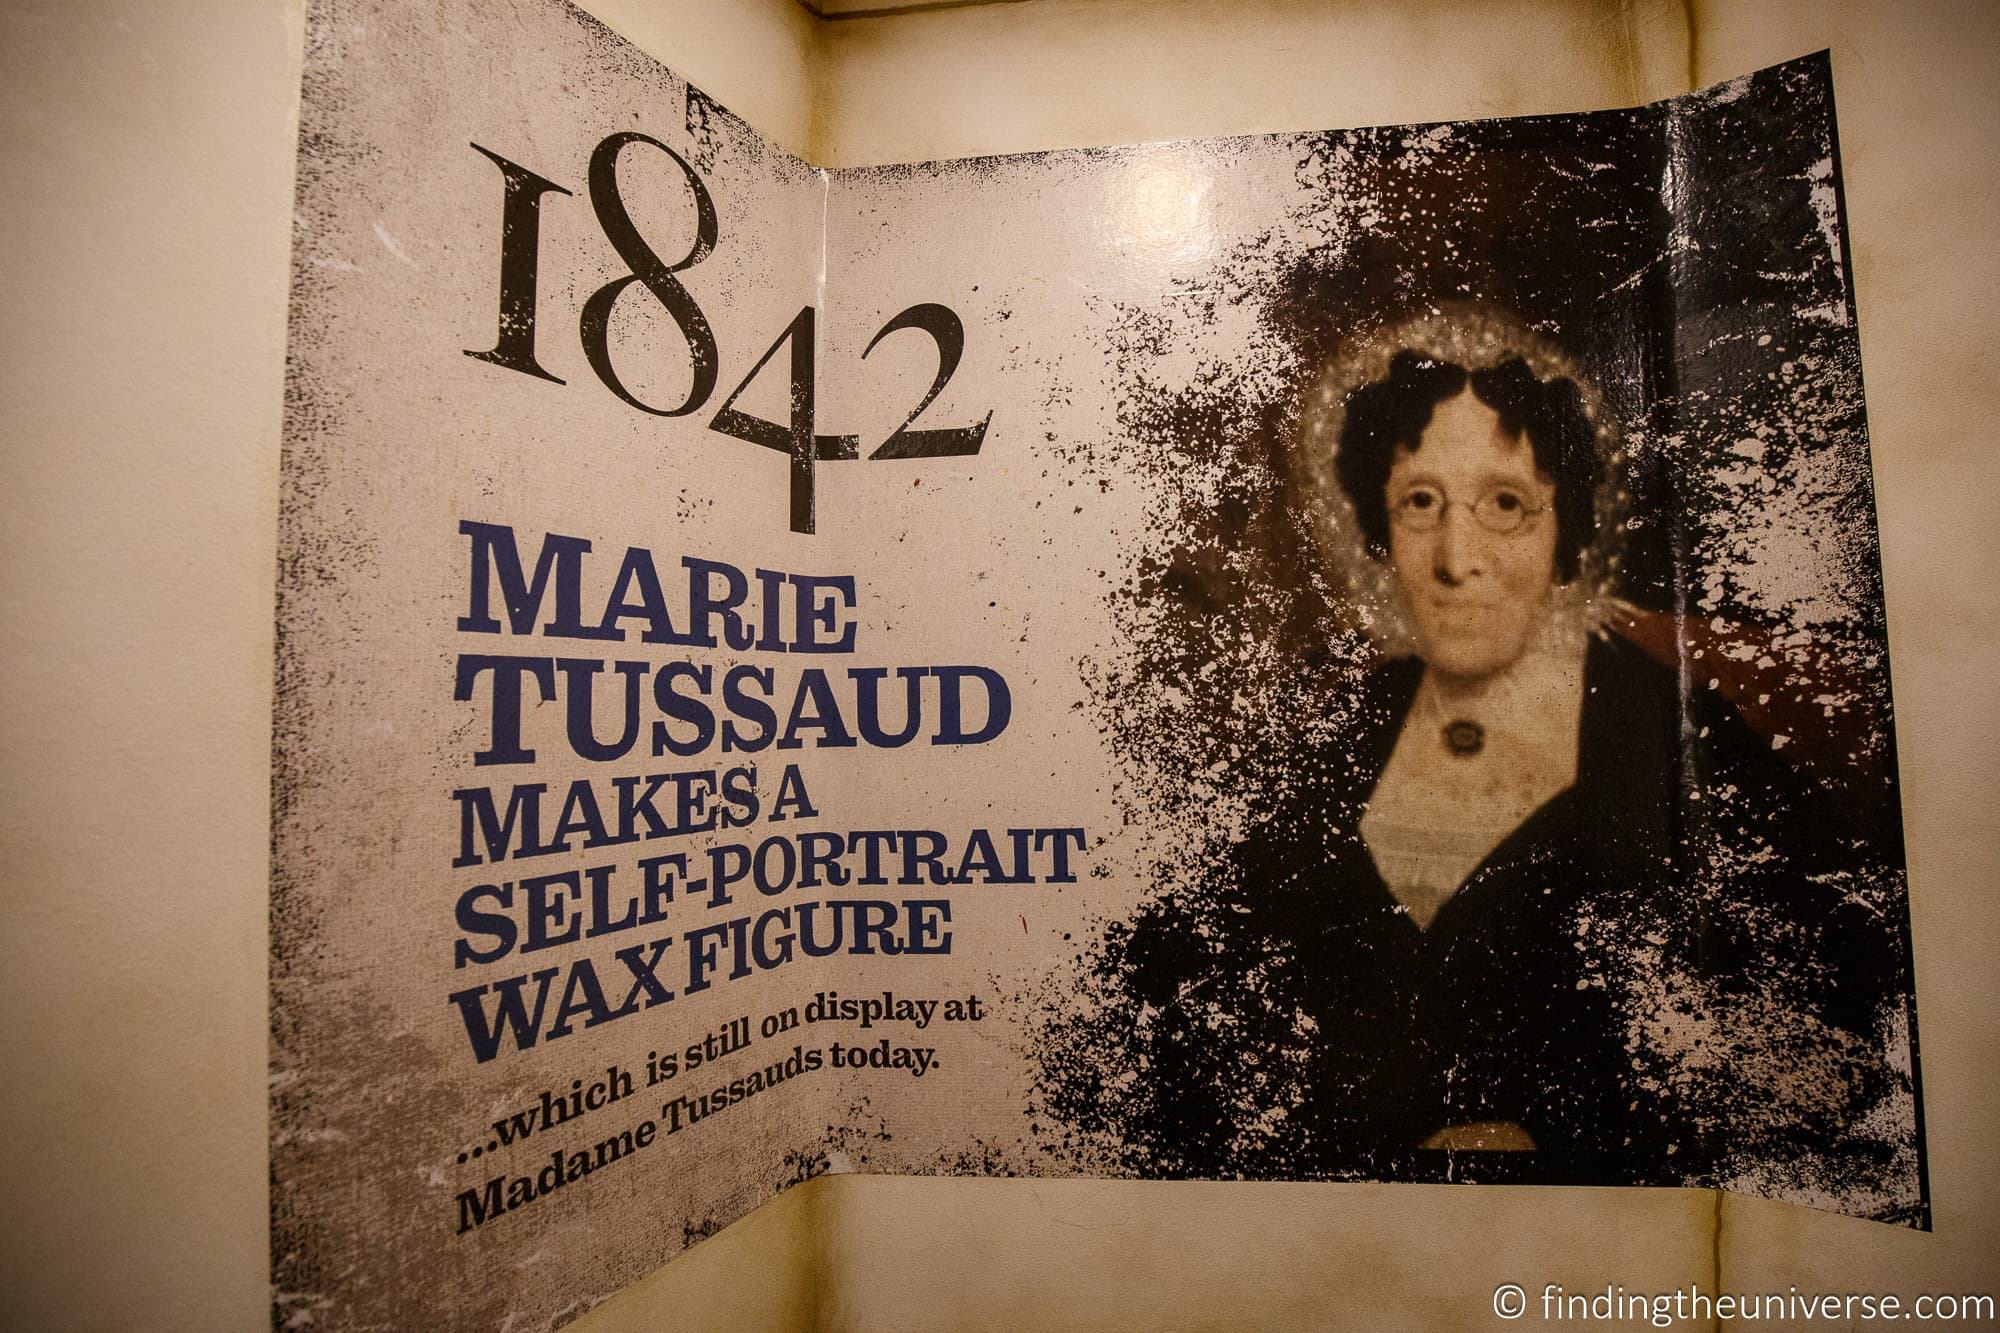 1842
MARIE
TUSSAUD
MAKES A
SELF-PORTRAIT
WAX FIGURE
...which is still on display at
Madame Tussauds today.
© findingtheuniverse.com